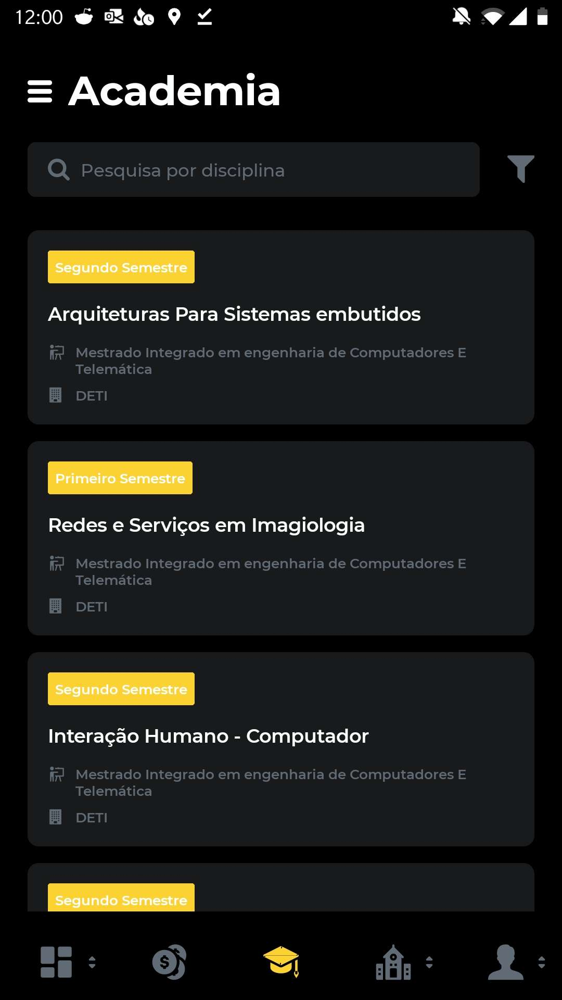 12:00
Academia
Pesquisa por disciplina
Segundo Semestre
Arquiteturas Para Sistemas embutidos
Mestrado Integrado em engenharia de Computadores E
Telemática
DETI
Primeiro Semestre
Redes e Serviços em Imagiologia
Mestrado Integrado em engenharia de Computadores E
Telemática
DETI
Segundo Semestre
Interação Humano - Computador
Mestrado Integrado em engenharia de Computadores E
Telemática
DETI
Segundo Semestre